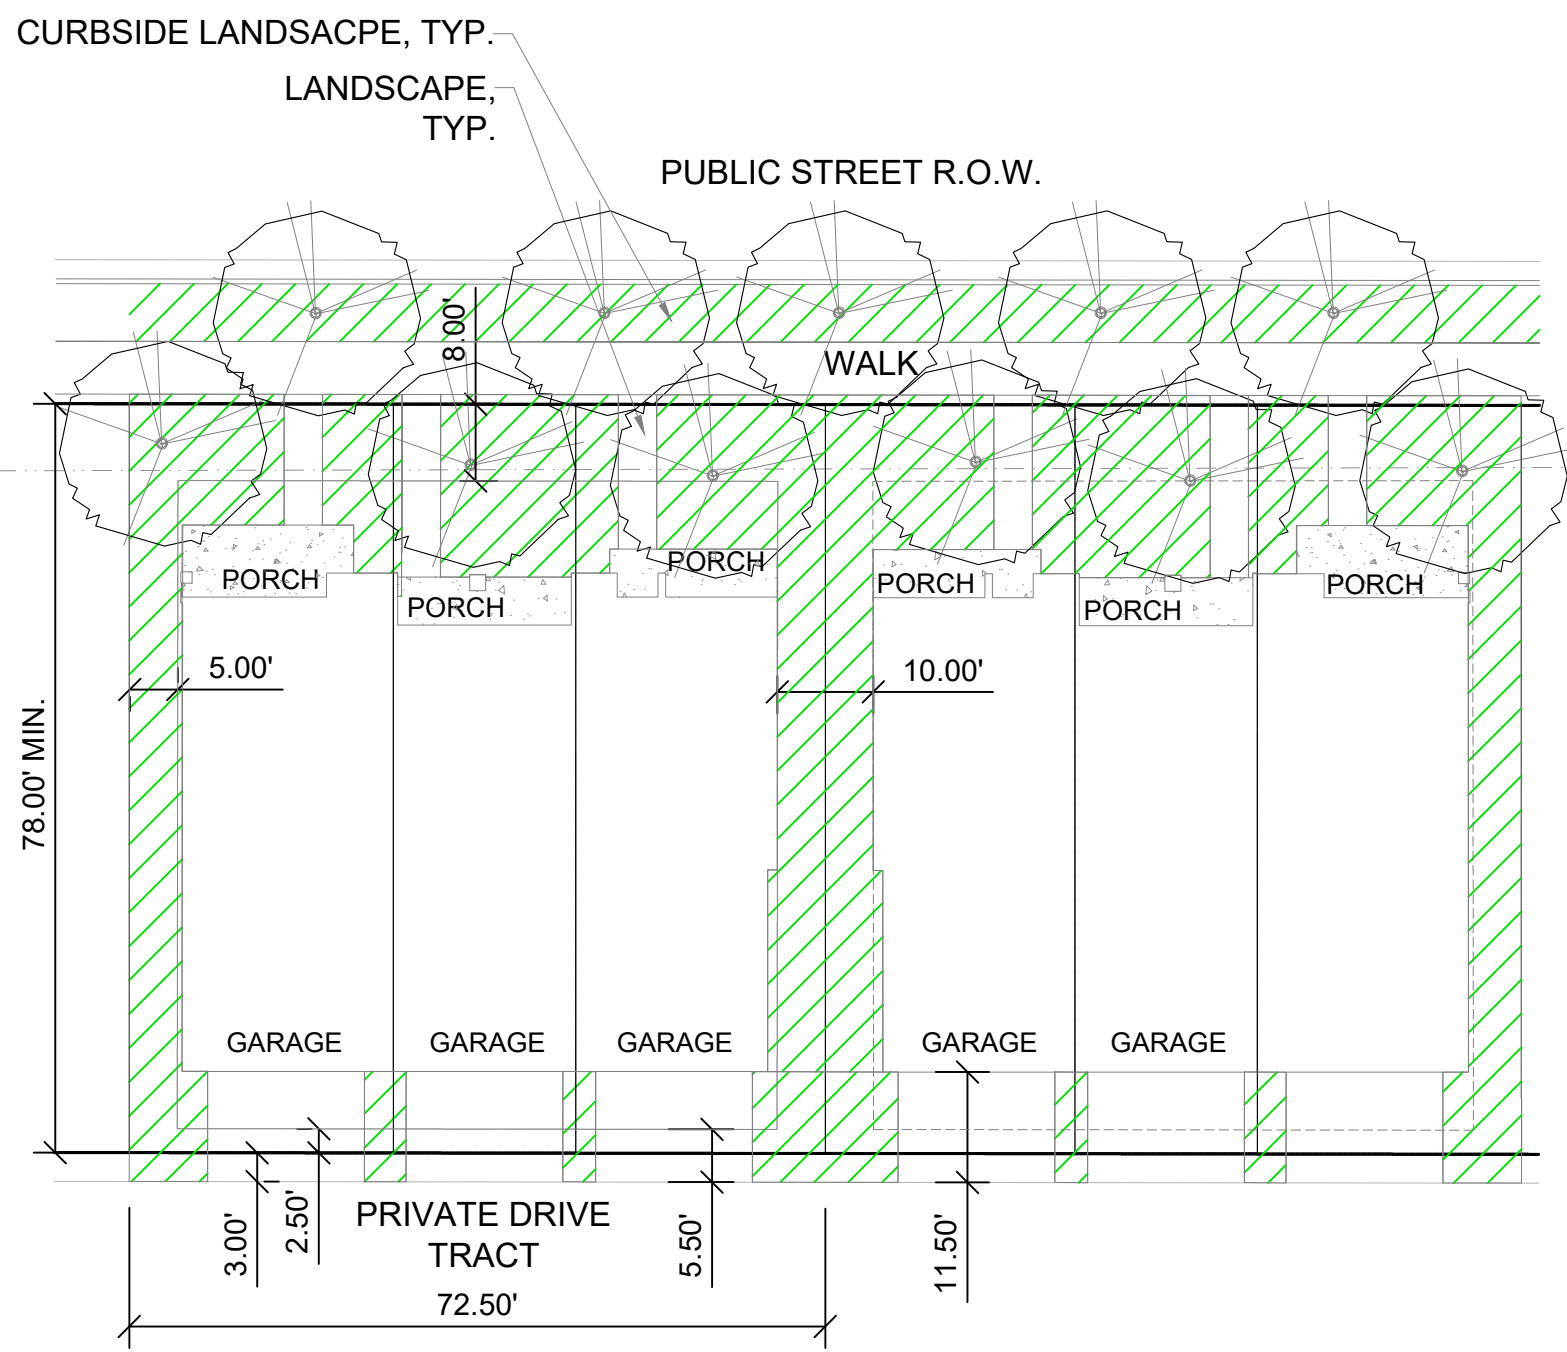 CURBSIDE LANDSACPE, TYP.
LANDSCAPE,
TYP.
PUBLIC STREET R.O.W.
8.00'
WALK
PORCH
PORCH
PORCH
PORCH
PORCH
PORCH
5.00'
10.00'
78.00' MIN.
GARAGE
GARAGE
GARAGE
GARAGE
GARAGE
3.00'
2.50'
PRIVATE DRIVE
TRACT
5.50'
11.50'
72.50'